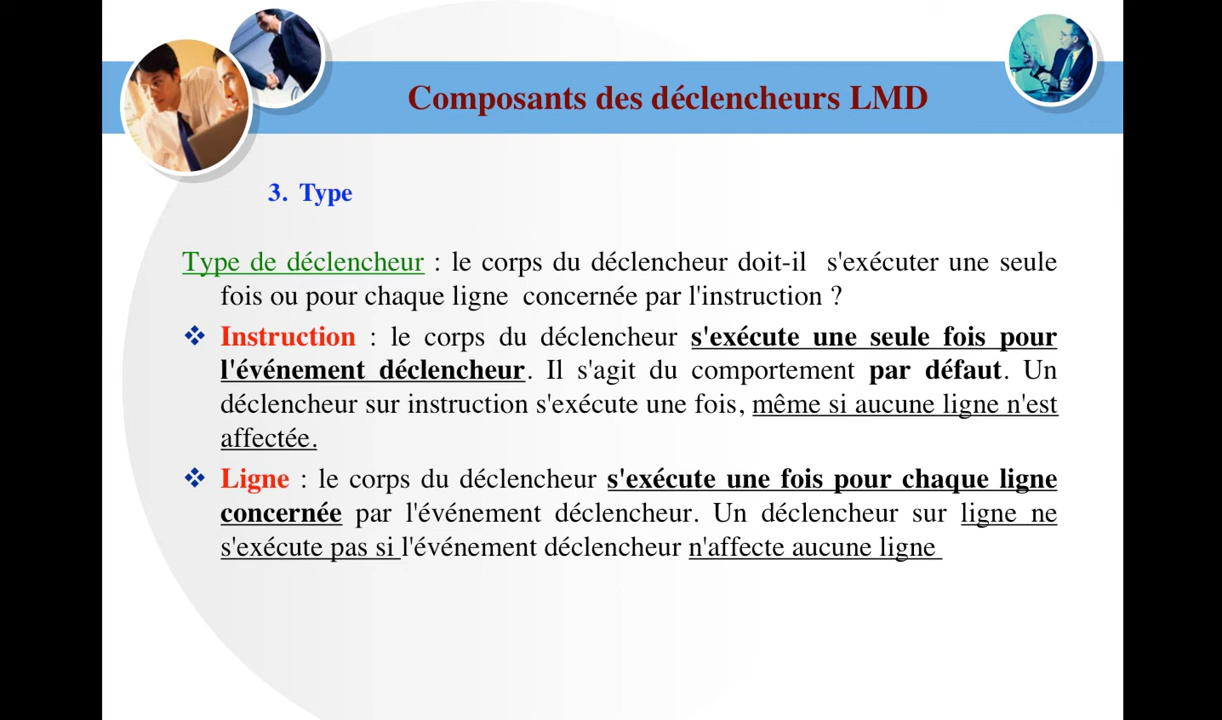 Composants des déclencheurs LMD
3. Type
Type de déclencheur : le corps du déclencheur doit-il s'exécuter une seule
fois ou pour chaque ligne concernée par l'instruction ?
❖ Instruction : le corps du déclencheur s'exécute une seule fois pour
l'événement déclencheur. Il s'agit du comportement par défaut. Un
déclencheur sur instruction s'exécute une fois, même si aucune ligne n'est
affectée.
❖ Ligne : le corps du déclencheur s'exécute une fois pour chaque ligne
concernée par l'événement déclencheur. Un déclencheur sur ligne ne
s'exécute pas si l'événement déclencheur n'affecte aucune ligne